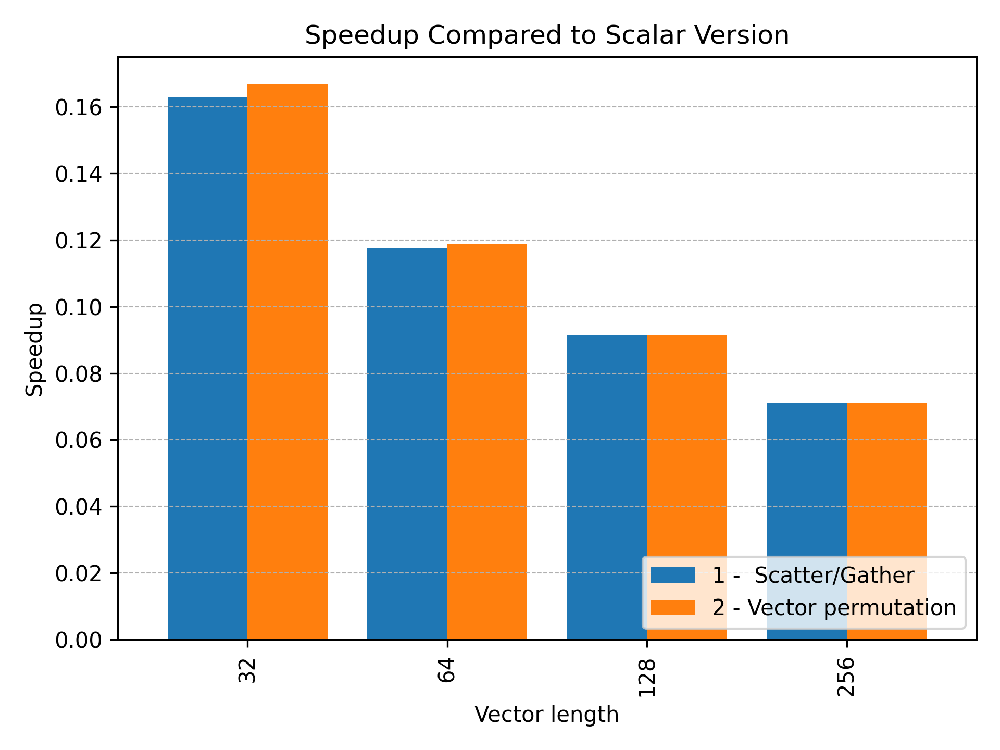 Speedup Compared to Scalar Version
Speedup
0.16
0.14
0.12
0.10
0.08
0.06
0.04
0.02
0.00
1 -  Scatter/Gather
2 - Vector permutation
32
64
128
256
Vector length